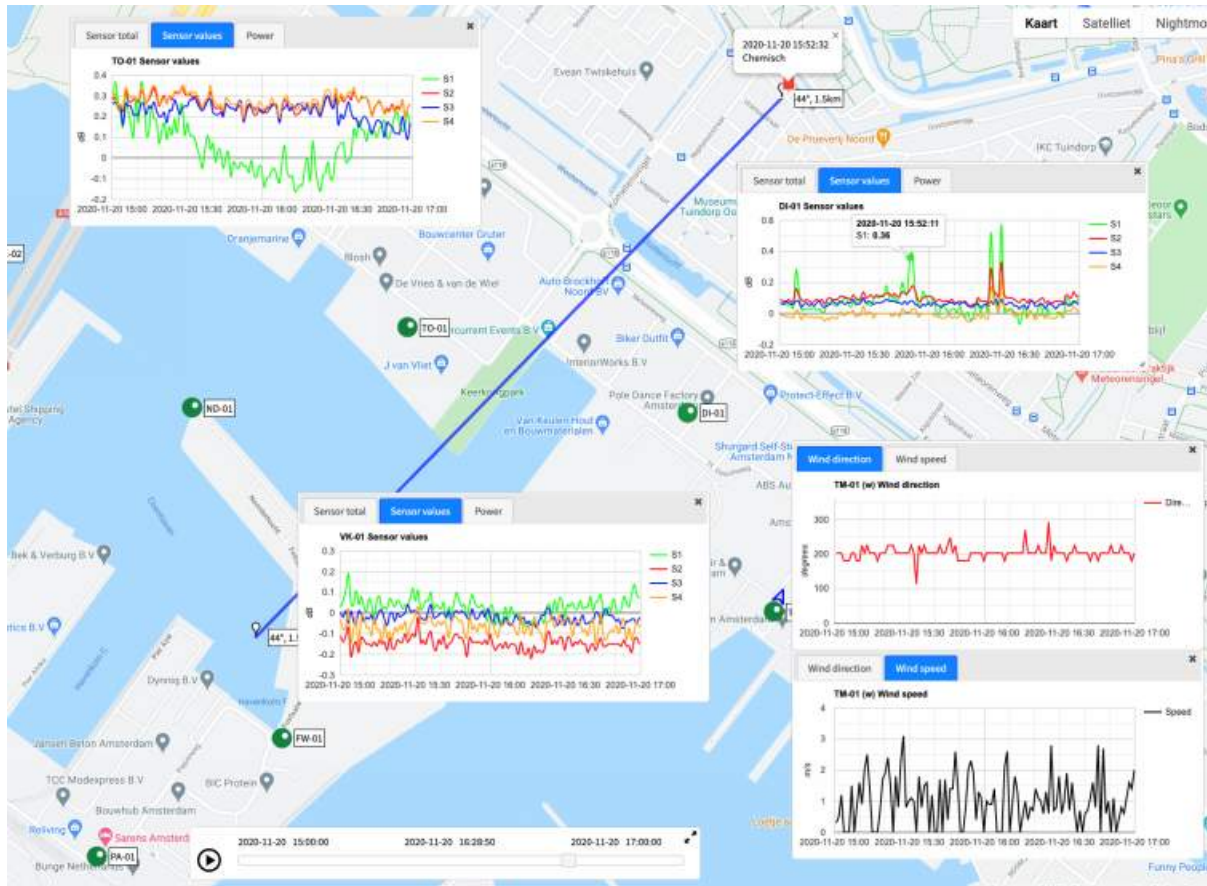 Sensor total
Sensor values
Power
TO-01 Sensor values
0.4
0.3
0.2
0.1
0
-0.1
-0.2
dB
S1
S2
S3
S4
2020-11-20 15:00
2020-11-20 15:30
2020-11-20 16:00
2020-11-20 16:30
2020-11-20 17:00
2020-11-20 15:52:32
Chemisch
44°, 1.5km
Kaart
Satelliet
Evean Twiskehuis
De Proeverij Noord
IKC Tuindorp
Sensor total
Sensor values
Power
DI-01 Sensor values
0.8
0.4
0.2
0
-0.2
dB
2020-11-20 15:52:11
S1: 0.36
S1
S2
S3
S4
2020-11-20 15:00
2020-11-20 15:30
2020-11-20 16:00
2020-11-20 16:30
2020-11-20 17:00
Oranjemarine
Bouwcenter Gruter
Blosh
De Vries & van de Wiel
Auto Brockhoff
Noord BV
TO-01
current Events B.V
Biker Outfit
J van Vliet
InteriorWorks B.V
Keerkringpark
Pole Dance Factory
Amsterdam
Protect-Effect B.V
Meteorensingel
ND-01
DI-01
Van Keulen Hout
en Bouwmaterialen
Shurgard Self-St
Amsterdam N
Wind direction
Wind speed
TM-01 (w) Wind direction
300
200
100
0
degrees
Dire...
2020-11-20 15:00
2020-11-20 15:30
2020-11-20 16:00
2020-11-20 16:30
2020-11-20 17:00
Sensor total
Sensor values
Power
VK-01 Sensor values
0.3
0.2
0.1
0
-0.1
-0.2
-0.3
dB
S1
S2
S3
S4
2020-11-20 15:00
2020-11-20 15:30
2020-11-20 16:00
2020-11-20 16:30
2020-11-20 17:00
Bek & Verburg B.V
Dynniq B.V
FW-01
Jansen Beton Amsterdam
TCC Modexpress B.V
BIC Protein
Bouwhub Amsterdam
Reliving
Sarens Amsterd
PA-01
Wind direction
Wind speed
TM-01 (w) Wind speed
4
3
2
1
0
m/s
Speed
2020-11-20 15:00
2020-11-20 15:30
2020-11-20 16:00
2020-11-20 16:30
2020-11-20 17:00
2020-11-20 15:00:00
2020-11-20 16:28:50
2020-11-20 17:00:00
Funny Peopl